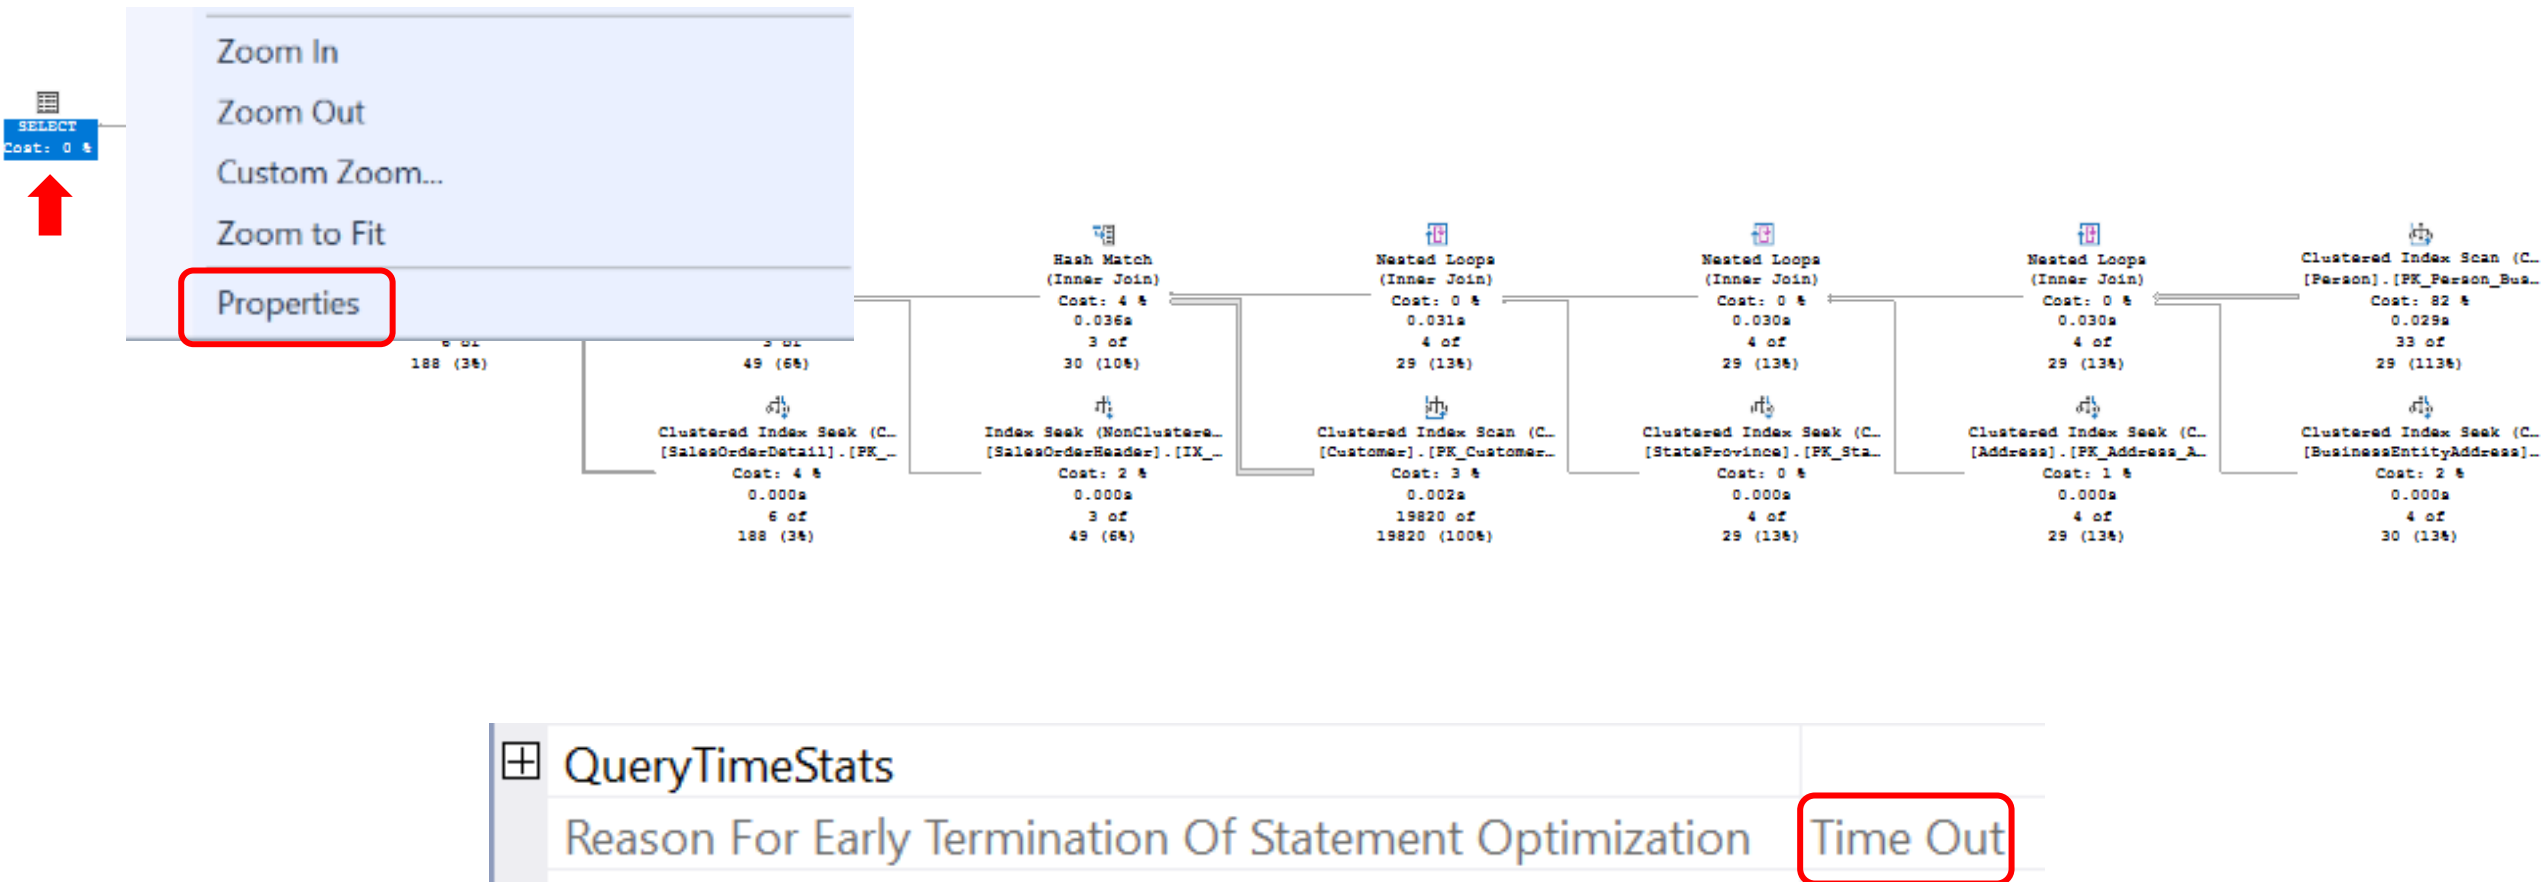 Zoom In
Zoom Out
Custom Zoom...
Zoom to Fit
Properties
SELECT
Cost: 0 %
6 of
188 (3%)
3 of
49 (6%)
Hash Match
(Inner Join)
Cost: 4 %
0.036s
3 of
30 (10%)
Nested Loops
(Inner Join)
Cost: 0 %
0.031s
4 of
29 (13%)
Nested Loops
(Inner Join)
Cost: 0 %
0.030s
4 of
29 (13%)
Nested Loops
(Inner Join)
Cost: 0 %
0.030s
4 of
29 (13%)
Clustered Index Scan (C…
[Person].[PK_Person_Bus…
Cost: 82 %
0.029s
33 of
29 (113%)
Clustered Index Seek (C…
[SalesOrderDetail].[PK_…
Cost: 4 %
0.000s
6 of
188 (3%)
Index Seek (NonClustere…
[SalesOrderHeader].[IX_…
Cost: 2 %
0.000s
3 of
49 (6%)
Clustered Index Scan (C…
[Customer].[PK_Customer…
Cost: 3 %
0.002s
19820 of
19820 (100%)
Clustered Index Seek (C…
[StateProvince].[PK_Sta…
Cost: 0 %
0.000s
4 of
29 (13%)
Clustered Index Seek (C…
[Address].[PK_Address_A…
Cost: 1 %
0.000s
4 of
29 (13%)
Clustered Index Seek (C…
[BusinessEntityAddress]…
Cost: 2 %
0.000s
4 of
30 (13%)
QueryTimeStats
Reason For Early Termination Of Statement Optimization Time Out